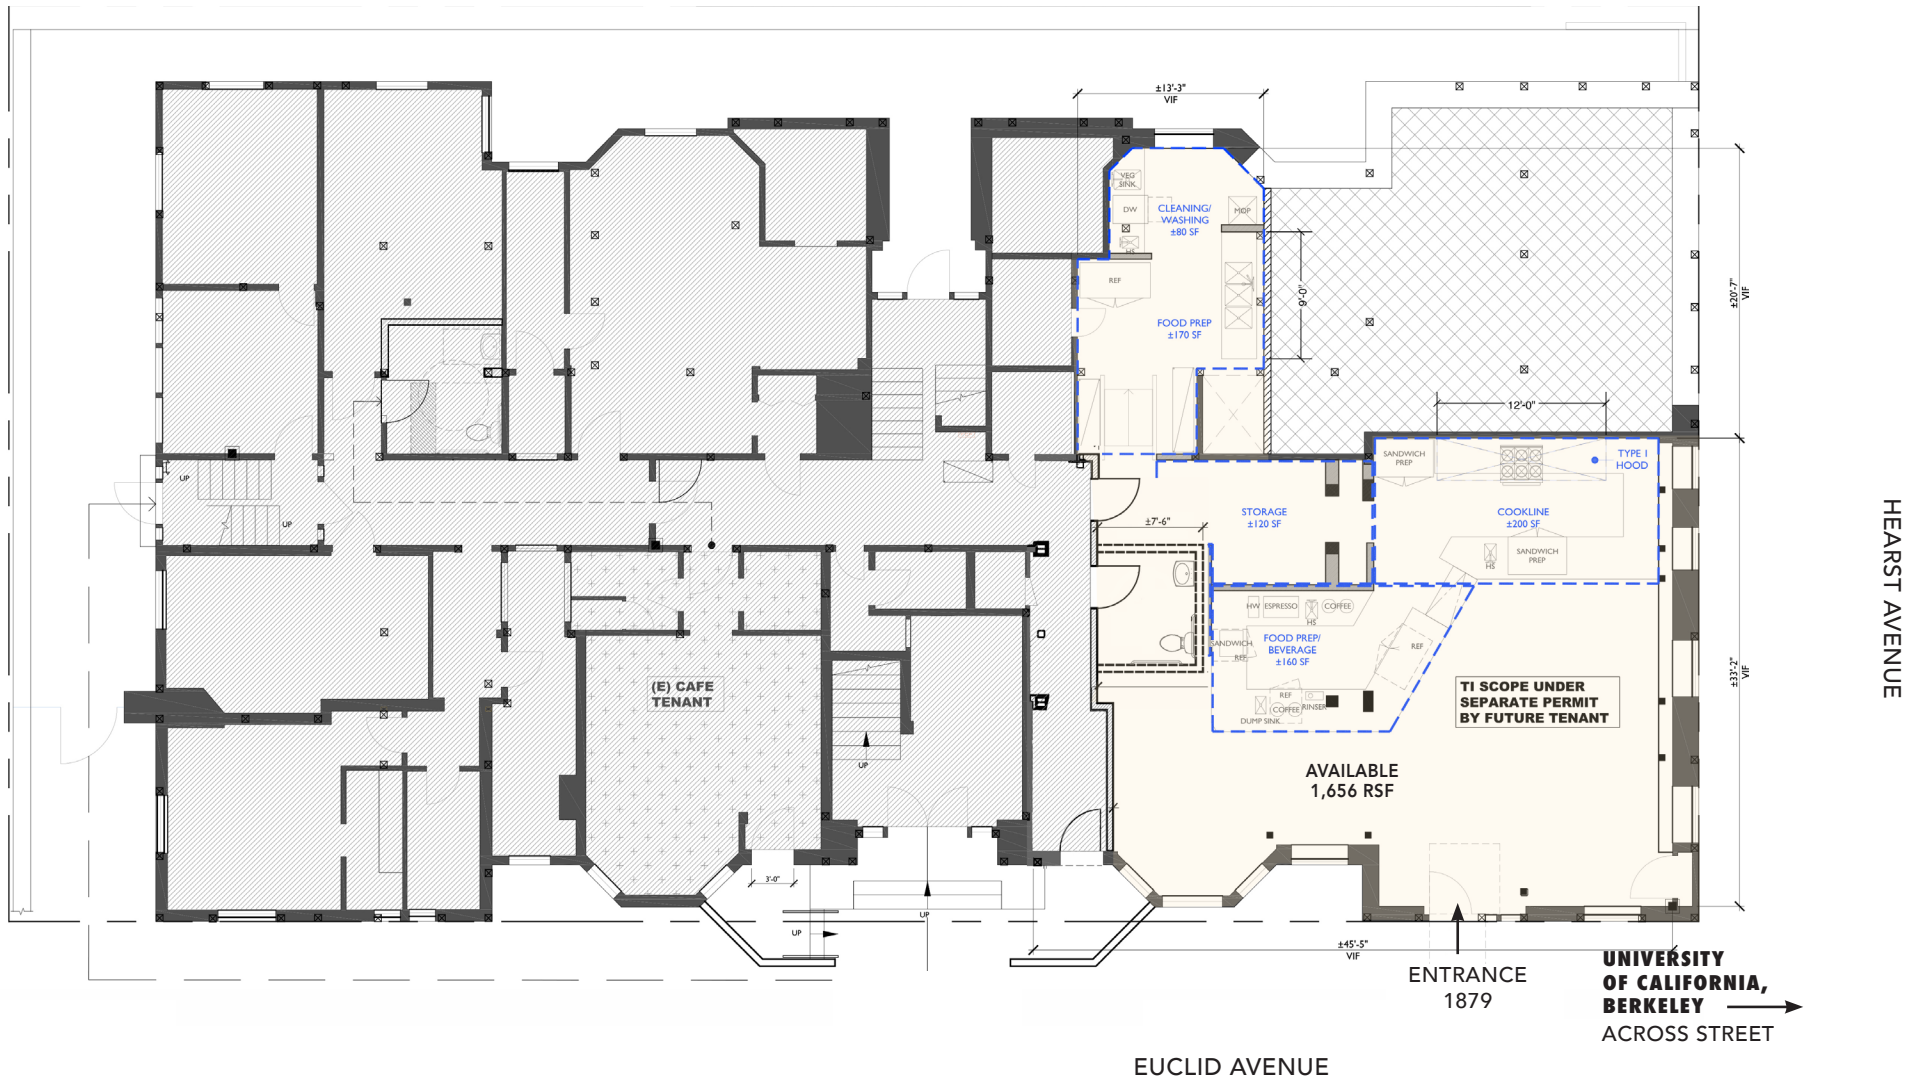 ±13'-3"
VIF
VEG
SINK
DW
CLEANING/
WASHING
±80 SF
MOP
HS
REF
9'-0"
FOOD PREP
±170 SF
±20'-7"
VIF
12'-0"
SANDWICH
PREP
TYPE I
HOOD
UP
UP
STORAGE
±120 SF
COOKLINE
±200 SF
±7'-6"
SANDWICH
PREP
HS
HEARST AVENUE
HW
ESPRESSO
HS
COFFEE
FOOD PREP/
BEVERAGE
±160 SF
SANDWICH
REF
REF
(E) CAFE
TENANT
REF
COFFEE
RINSER
DUMP SINK
TI SCOPE UNDER
SEPARATE PERMIT
BY FUTURE TENANT
±33'-2"
VIF
UP
AVAILABLE
1,656 RSF
3'-0"
UP
UP
±45'-5"
VIF
ENTRANCE
1879
UNIVERSITY
OF CALIFORNIA,
BERKELEY
ACROSS STREET
EUCLID AVENUE